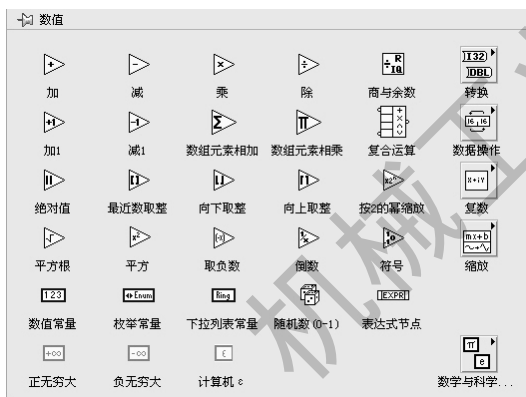 数值
加 减 乘 除 商与余数 转换
加1 减1 数组元素相加 数组元素相乘 复合运算 数据操作
绝对值 最近数取整 向下取整 向上取整 按2的幂缩放 复数
平方根 平方 取负数 倒数 符号 缩放
数值常量 枚举常量 下拉列表常量 随机数(0-1) 表达式节点
正无穷大 负无穷大 计算机 ε 数学与科学...
机械工业